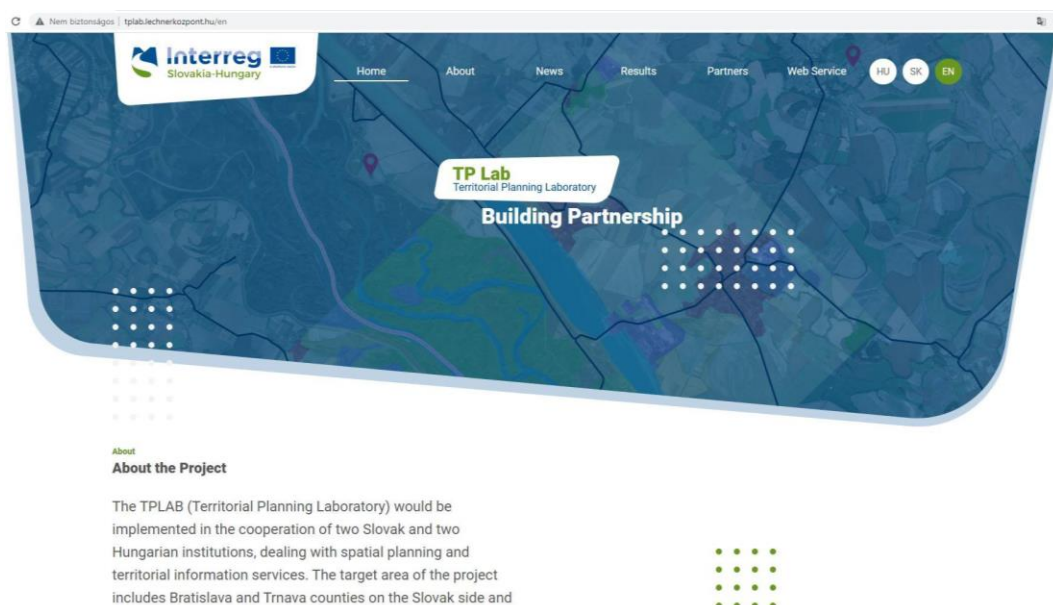 Nem biztonságos | tplab.lechnerkozpont.hu/en
Interreg
Slovakia-Hungary
Home About News Results Partners Web Service HU SK EN
TP Lab
Territorial Planning Laboratory
Building Partnership
About
About the Project
The TPLAB (Territorial Planning Laboratory) would be
implemented in the cooperation of two Slovak and two
Hungarian institutions, dealing with spatial planning and
territorial information services. The target area of the project
includes Bratislava and Trnava counties on the Slovak side and